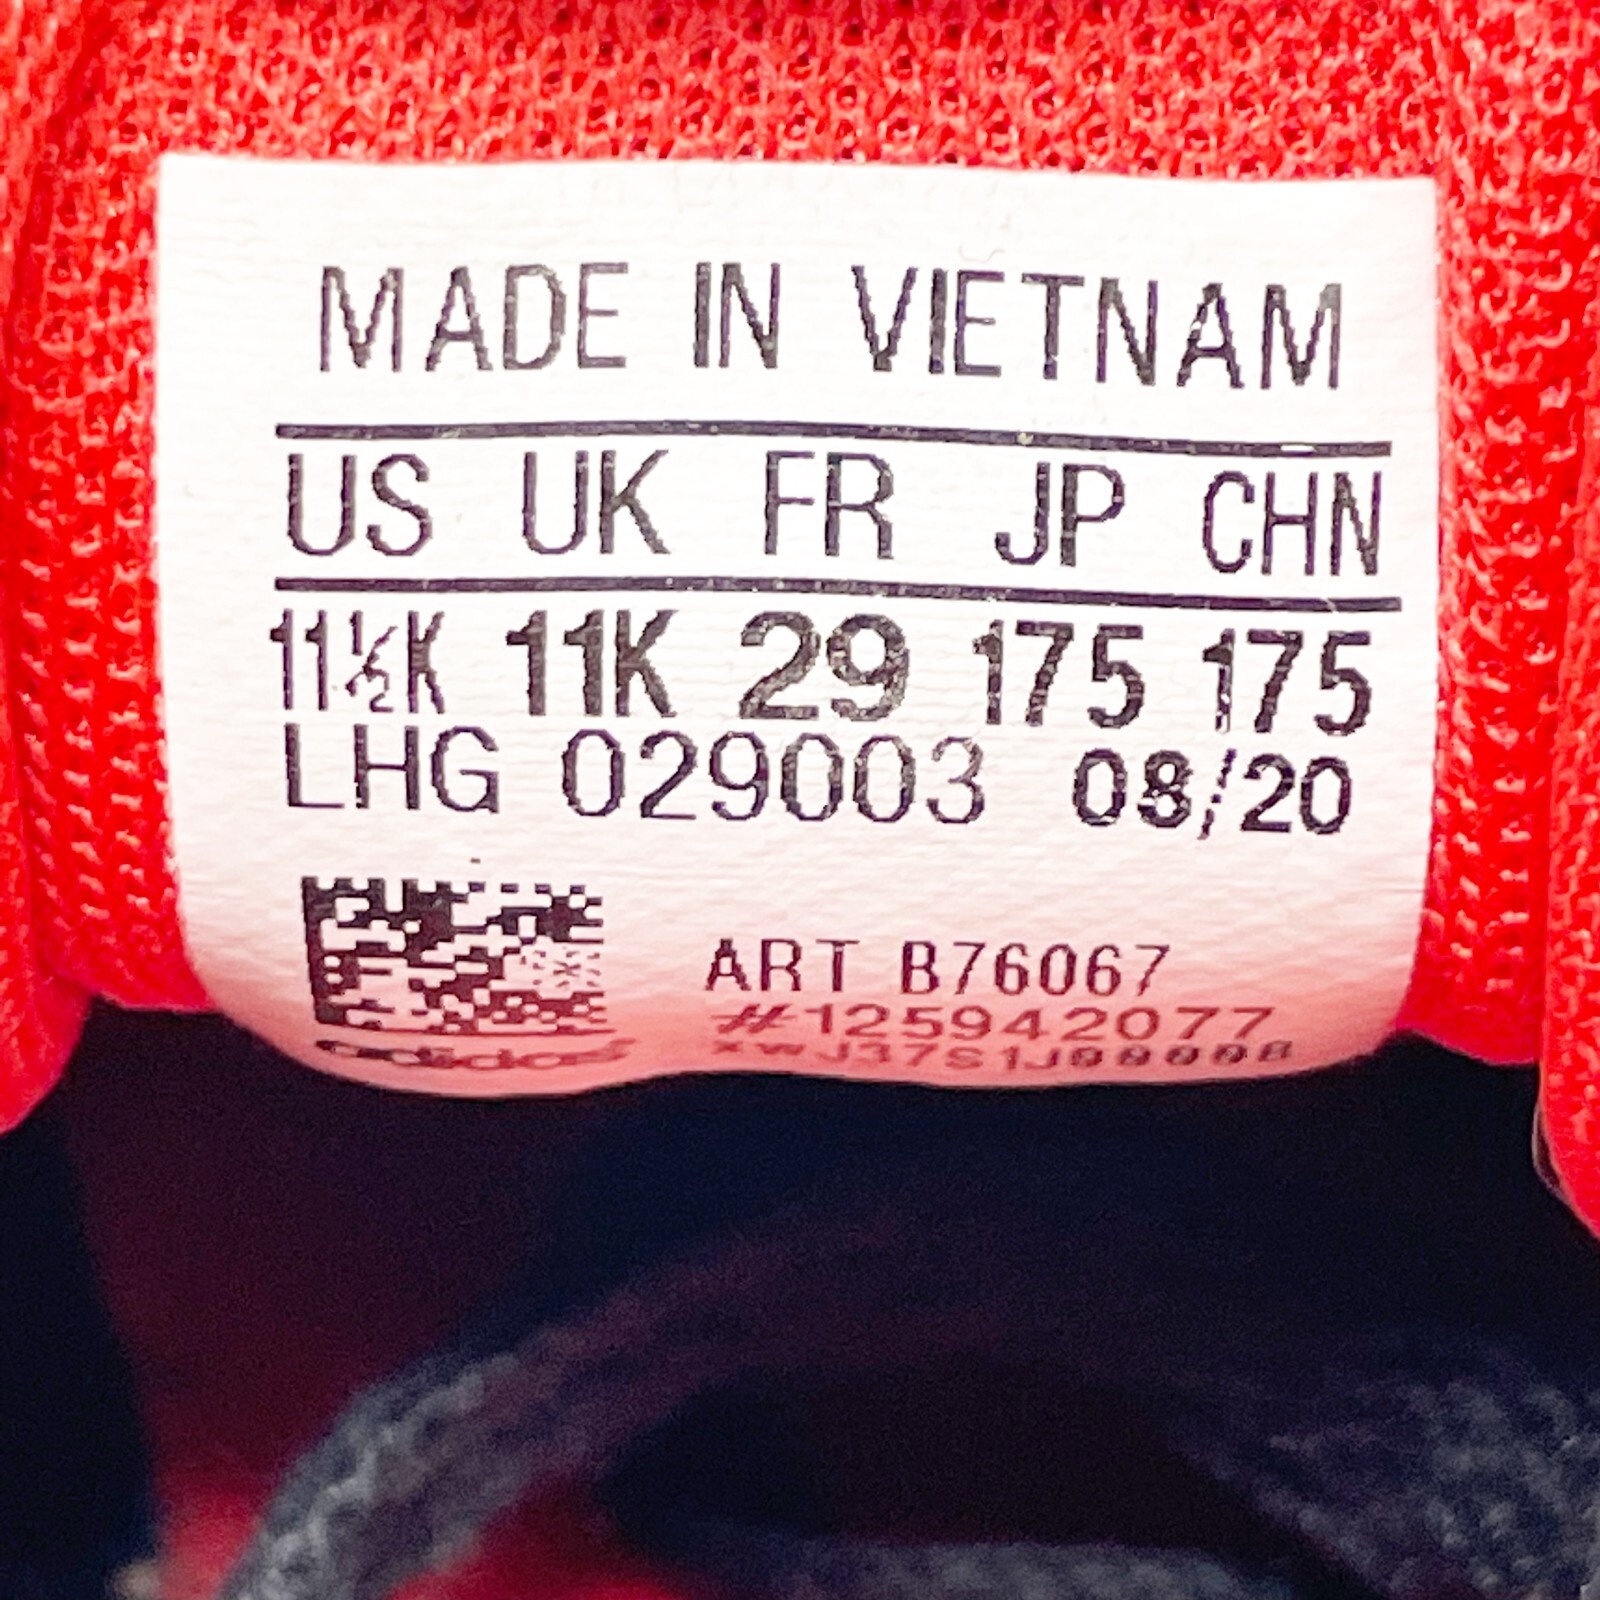 MADE IN VIETNAM
US UK FR JP CHN
11½K 11K 29 175 175
LHG 029003 08/20
ART B76067
#125942077
adidas